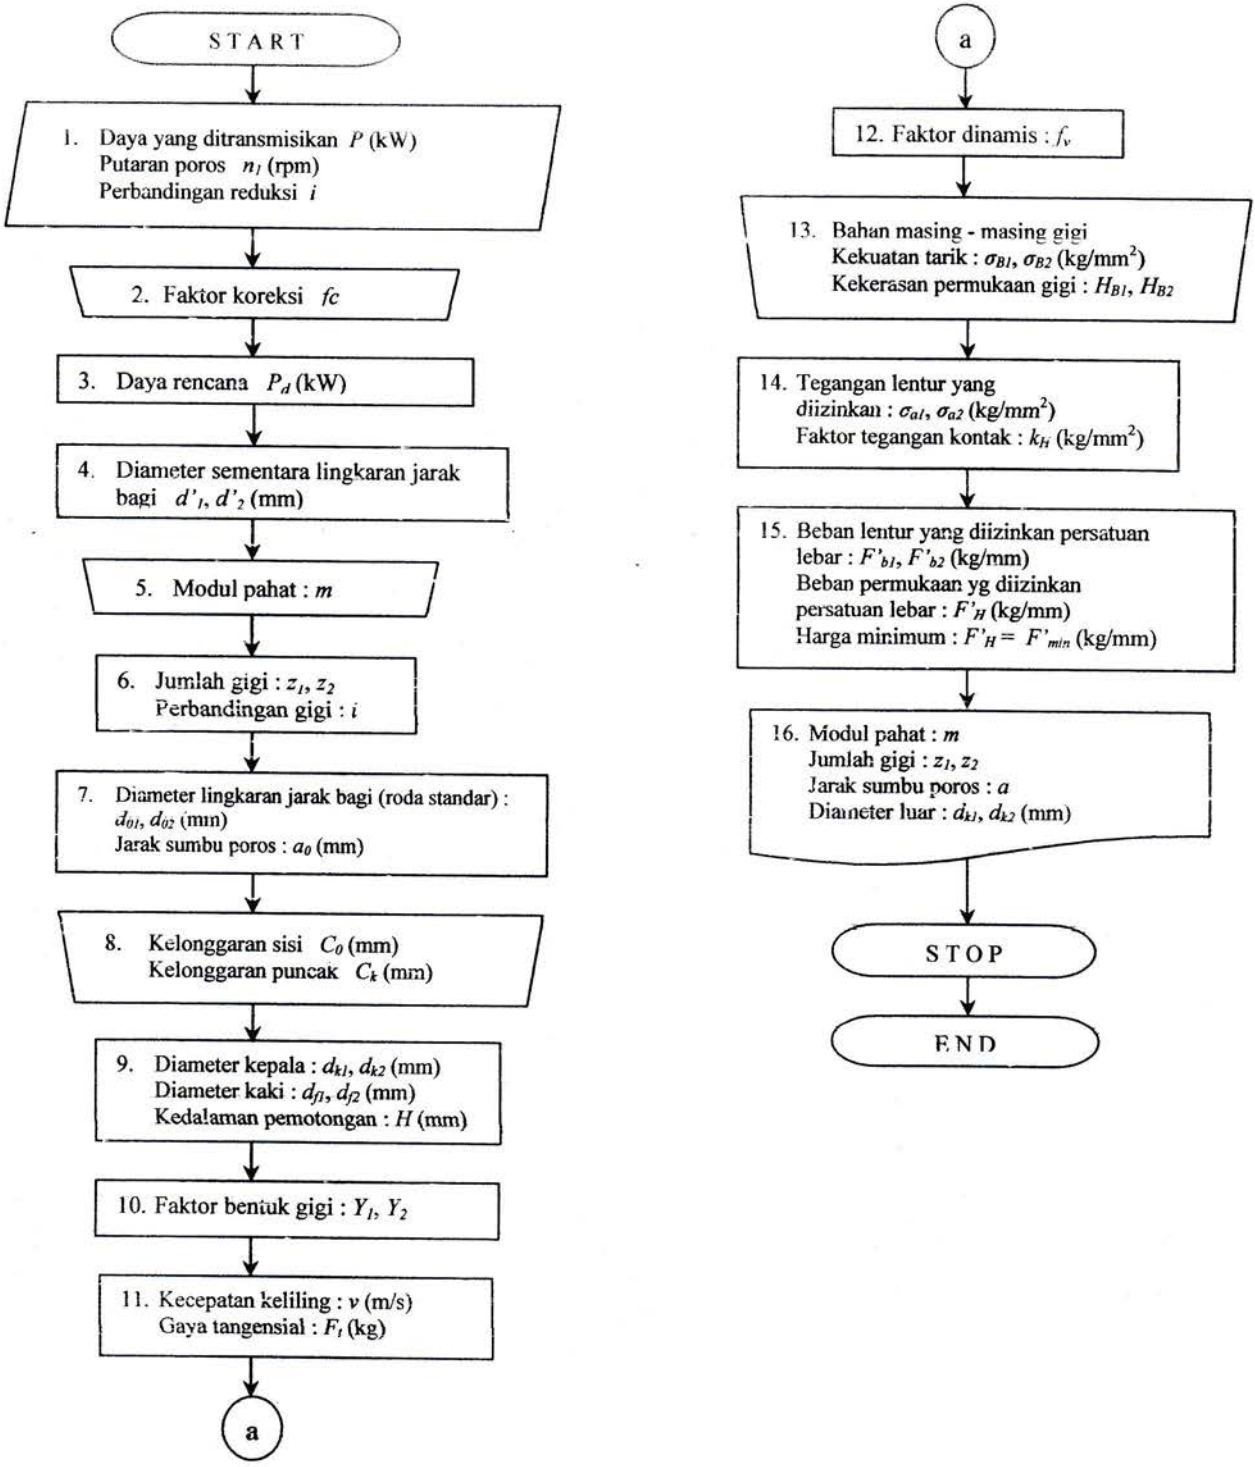 START
1. Daya yang ditransmisikan P (kW)
Putaran poros n1 (rpm)
Perbandingan reduksi i
2. Faktor koreksi fc
3. Daya rencana Pd (kW)
4. Diameter sementara lingkaran jarak
bagi d'1, d'2 (mm)
5. Modul pahat : m
6. Jumlah gigi : z1, z2
Perbandingan gigi : i
7. Diameter lingkaran jarak bagi (roda standar) :
d01, d02 (mm)
Jarak sumbu poros : a0 (mm)
8. Kelonggaran sisi C0 (mm)
Kelonggaran puncak Ck (mm)
9. Diameter kepala : dk1, dk2 (mm)
Diameter kaki : df1, df2 (mm)
Kedalaman pemotongan : H (mm)
10. Faktor bentuk gigi : Y1, Y2
11. Kecepatan keliling : v (m/s)
Gaya tangensial : Ft (kg)
a
a
12. Faktor dinamis : fv
13. Bahan masing - masing gigi
Kekuatan tarik : σB1, σB2 (kg/mm²)
Kekerasan permukaan gigi : HB1, HB2
14. Tegangan lentur yang
diizinkan : σa1, σa2 (kg/mm²)
Faktor tegangan kontak : kH (kg/mm²)
15. Beban lentur yang diizinkan persatuan
lebar : F'b1, F'b2 (kg/mm)
Beban permukaan yg diizinkan
persatuan lebar : F'H (kg/mm)
Harga minimum : F'H = F'min (kg/mm)
16. Modul pahat : m
Jumlah gigi : z1, z2
Jarak sumbu poros : a
Diameter luar : dk1, dk2 (mm)
STOP
END